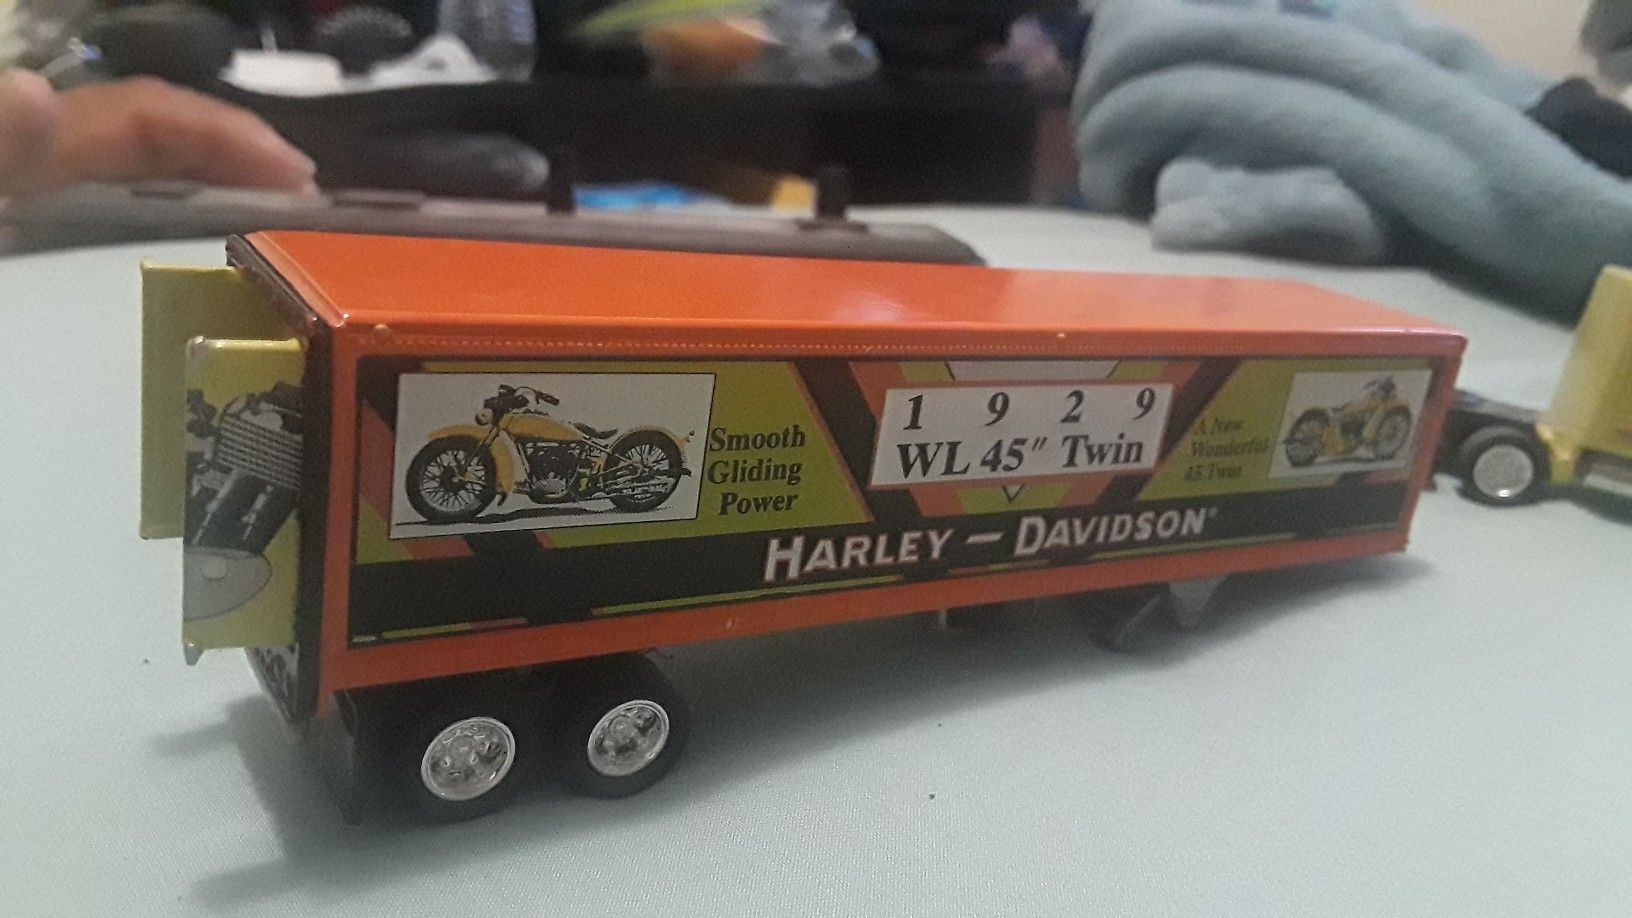 Smooth
Gliding
Power
1 9 2 9
WL 45" Twin
A New
Wonderful
45 Twin
HARLEY – DAVIDSON®